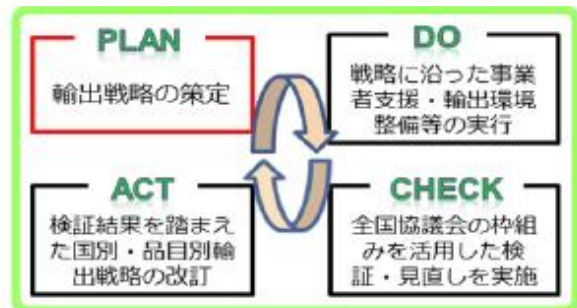 PLAN
輸出戦略の策定
DO
戦略に沿った事業
者支援・輸出環境
整備等の実行
ACT
検証結果を踏まえ
た国別・品目別輸
出戦略の改訂
CHECK
全国協議会の枠組
みを活用した検
証・見直しを実施